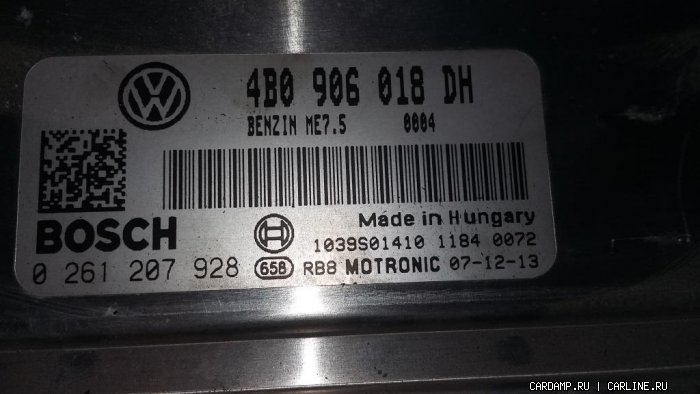 4B0 906 018 DH
BENZIN ME7.5 0004
BOSCH
Made in Hungary
1039S01410 1184 0072
0 261 207 928 65B RB8 MOTRONIC 07-12-13
CARDAMP.RU | CARLINE.RU